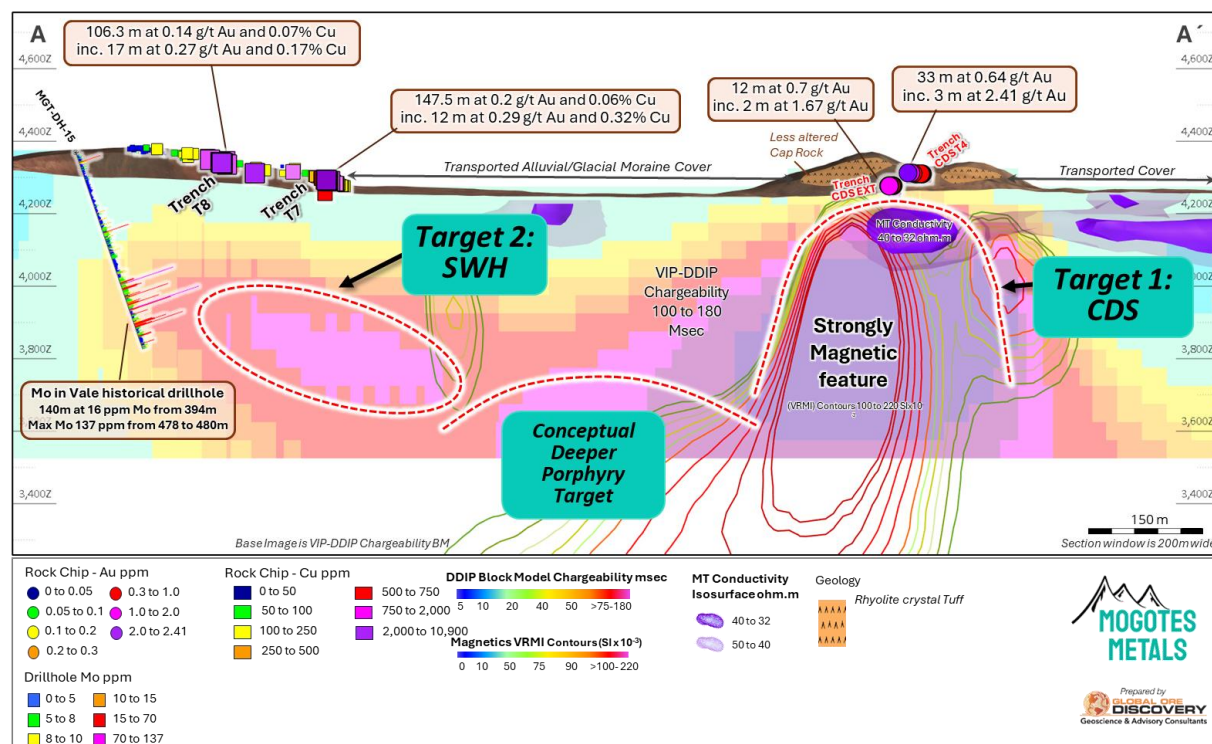 A
A´
4,600Z
4,600Z
106.3 m at 0.14 g/t Au and 0.07% Cu
inc. 17 m at 0.27 g/t Au and 0.17% Cu
147.5 m at 0.2 g/t Au and 0.06% Cu
inc. 12 m at 0.29 g/t Au and 0.32% Cu
12 m at 0.7 g/t Au
inc. 2 m at 1.67 g/t Au
33 m at 0.64 g/t Au
inc. 3 m at 2.41 g/t Au
MGT-DH-15
4,400Z
4,400Z
Less altered
Cap Rock
Transported Alluvial/Glacial Moraine Cover
Transported Cover
Trench
T8
Trench
T7
Trench
CDS EXT
Trench
CDS T4
4,200Z
4,200Z
MT Conductivity
40 to 32 ohm.m
Target 2:
SWH
Target 1:
CDS
4,000Z
4,000Z
VIP-DDIP
Chargeability
100 to 180
Msec
3,800Z
3,800Z
Strongly
Magnetic
feature
(VRMI) Contours 100 to 220 SI x10
Mo in Vale historical drillhole
140m at 16 ppm Mo from 394m
Max Mo 137 ppm from 478 to 480m
3,600Z
Conceptual
Deeper
Porphyry
Target
3,400Z
3,400Z
150 m
Base Image is VIP-DDIP Chargeability BM
Section window is 200m wide
Rock Chip - Au ppm
0 to 0.05
0.05 to 0.1
0.1 to 0.2
0.2 to 0.3
0.3 to 1.0
1.0 to 2.0
2.0 to 2.41
Drillhole Mo ppm
0 to 5
5 to 8
8 to 10
10 to 15
15 to 70
70 to 137
Rock Chip - Cu ppm
0 to 50
50 to 100
100 to 250
250 to 500
500 to 750
750 to 2,000
2,000 to 10,900
DDIP Block Model Chargeability msec
5 10 20 40 50 >75-180
Magnetics VRMI Contours (SI x 10-3)
0 10 50 75 90 >100-220
MT Conductivity
Isosurface ohm.m
40 to 32
50 to 40
Geology
Rhyolite crystal Tuff
MOGOTES
METALS
Prepared by
GLOBAL ORE
DISCOVERY
Geoscience & Advisory Consultants